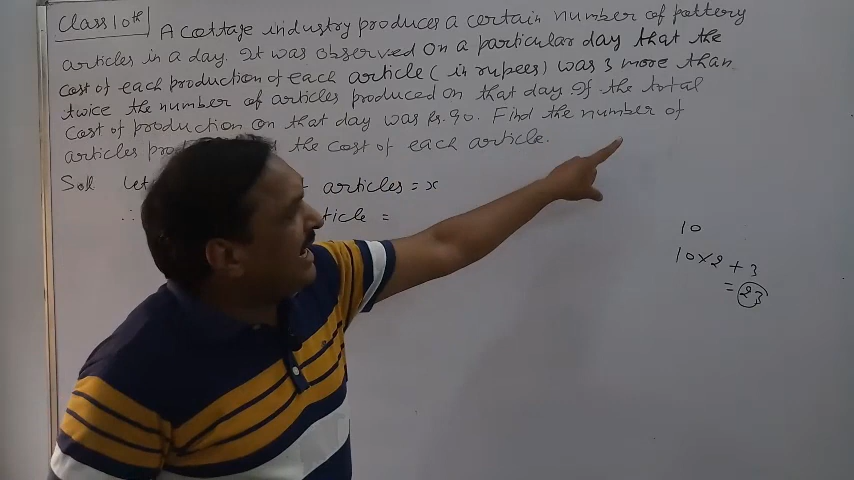 Class 10th A cottage industry produces a certain number of pottery
articles in a day. It was observed on a particular day that the
cost of each production of each article (in rupees) was 3 more than
twice the number of articles produced on that day If the total
cost of production on that day was Rs. 90. Find the number of
articles the cost of each article.
Soll Let articles = x
∴ =
10
10×2 + 3
= 23